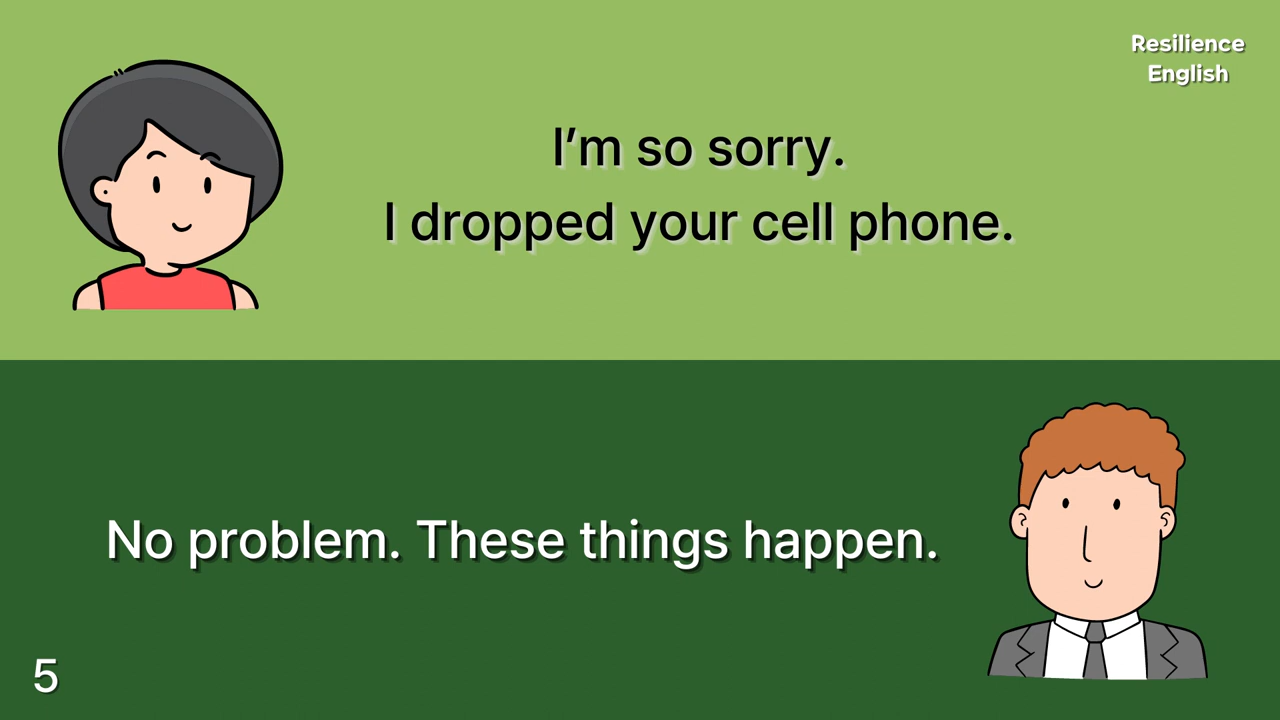 Resilience
English
I’m so sorry.
I dropped your cell phone.
No problem. These things happen.
5